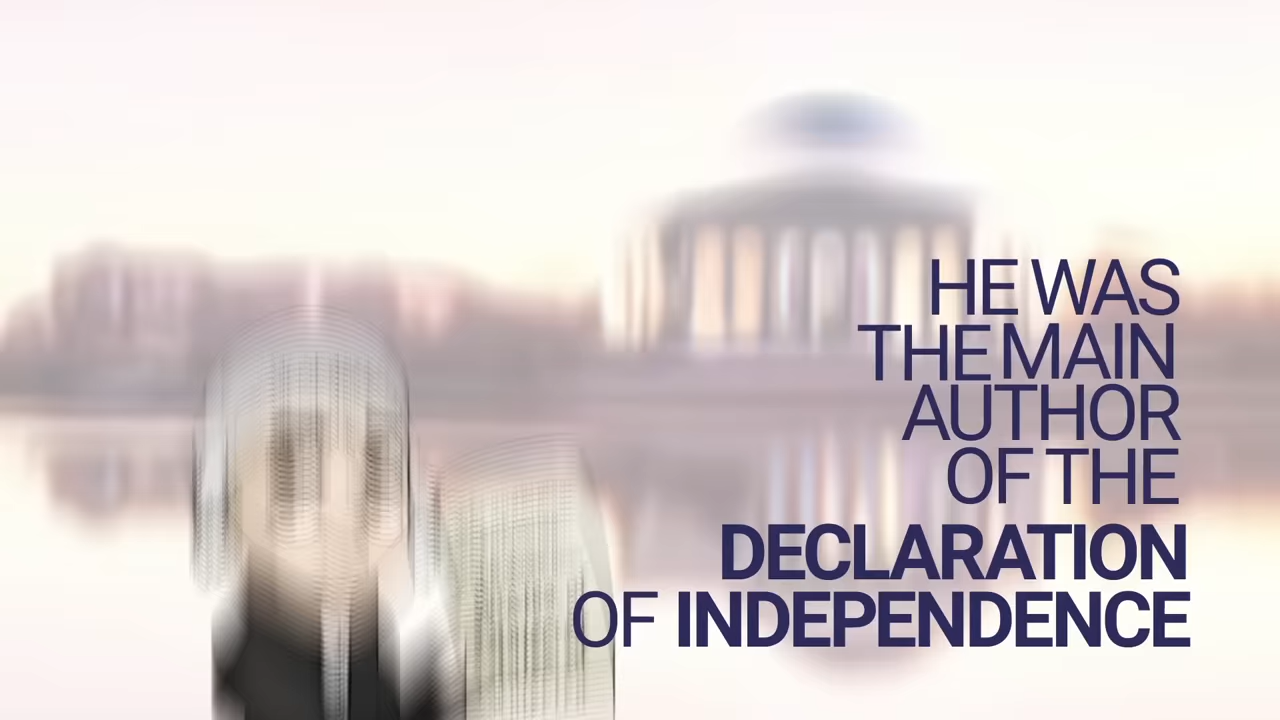 HE WAS
THE MAIN
AUTHOR
OF THE
DECLARATION
OF INDEPENDENCE